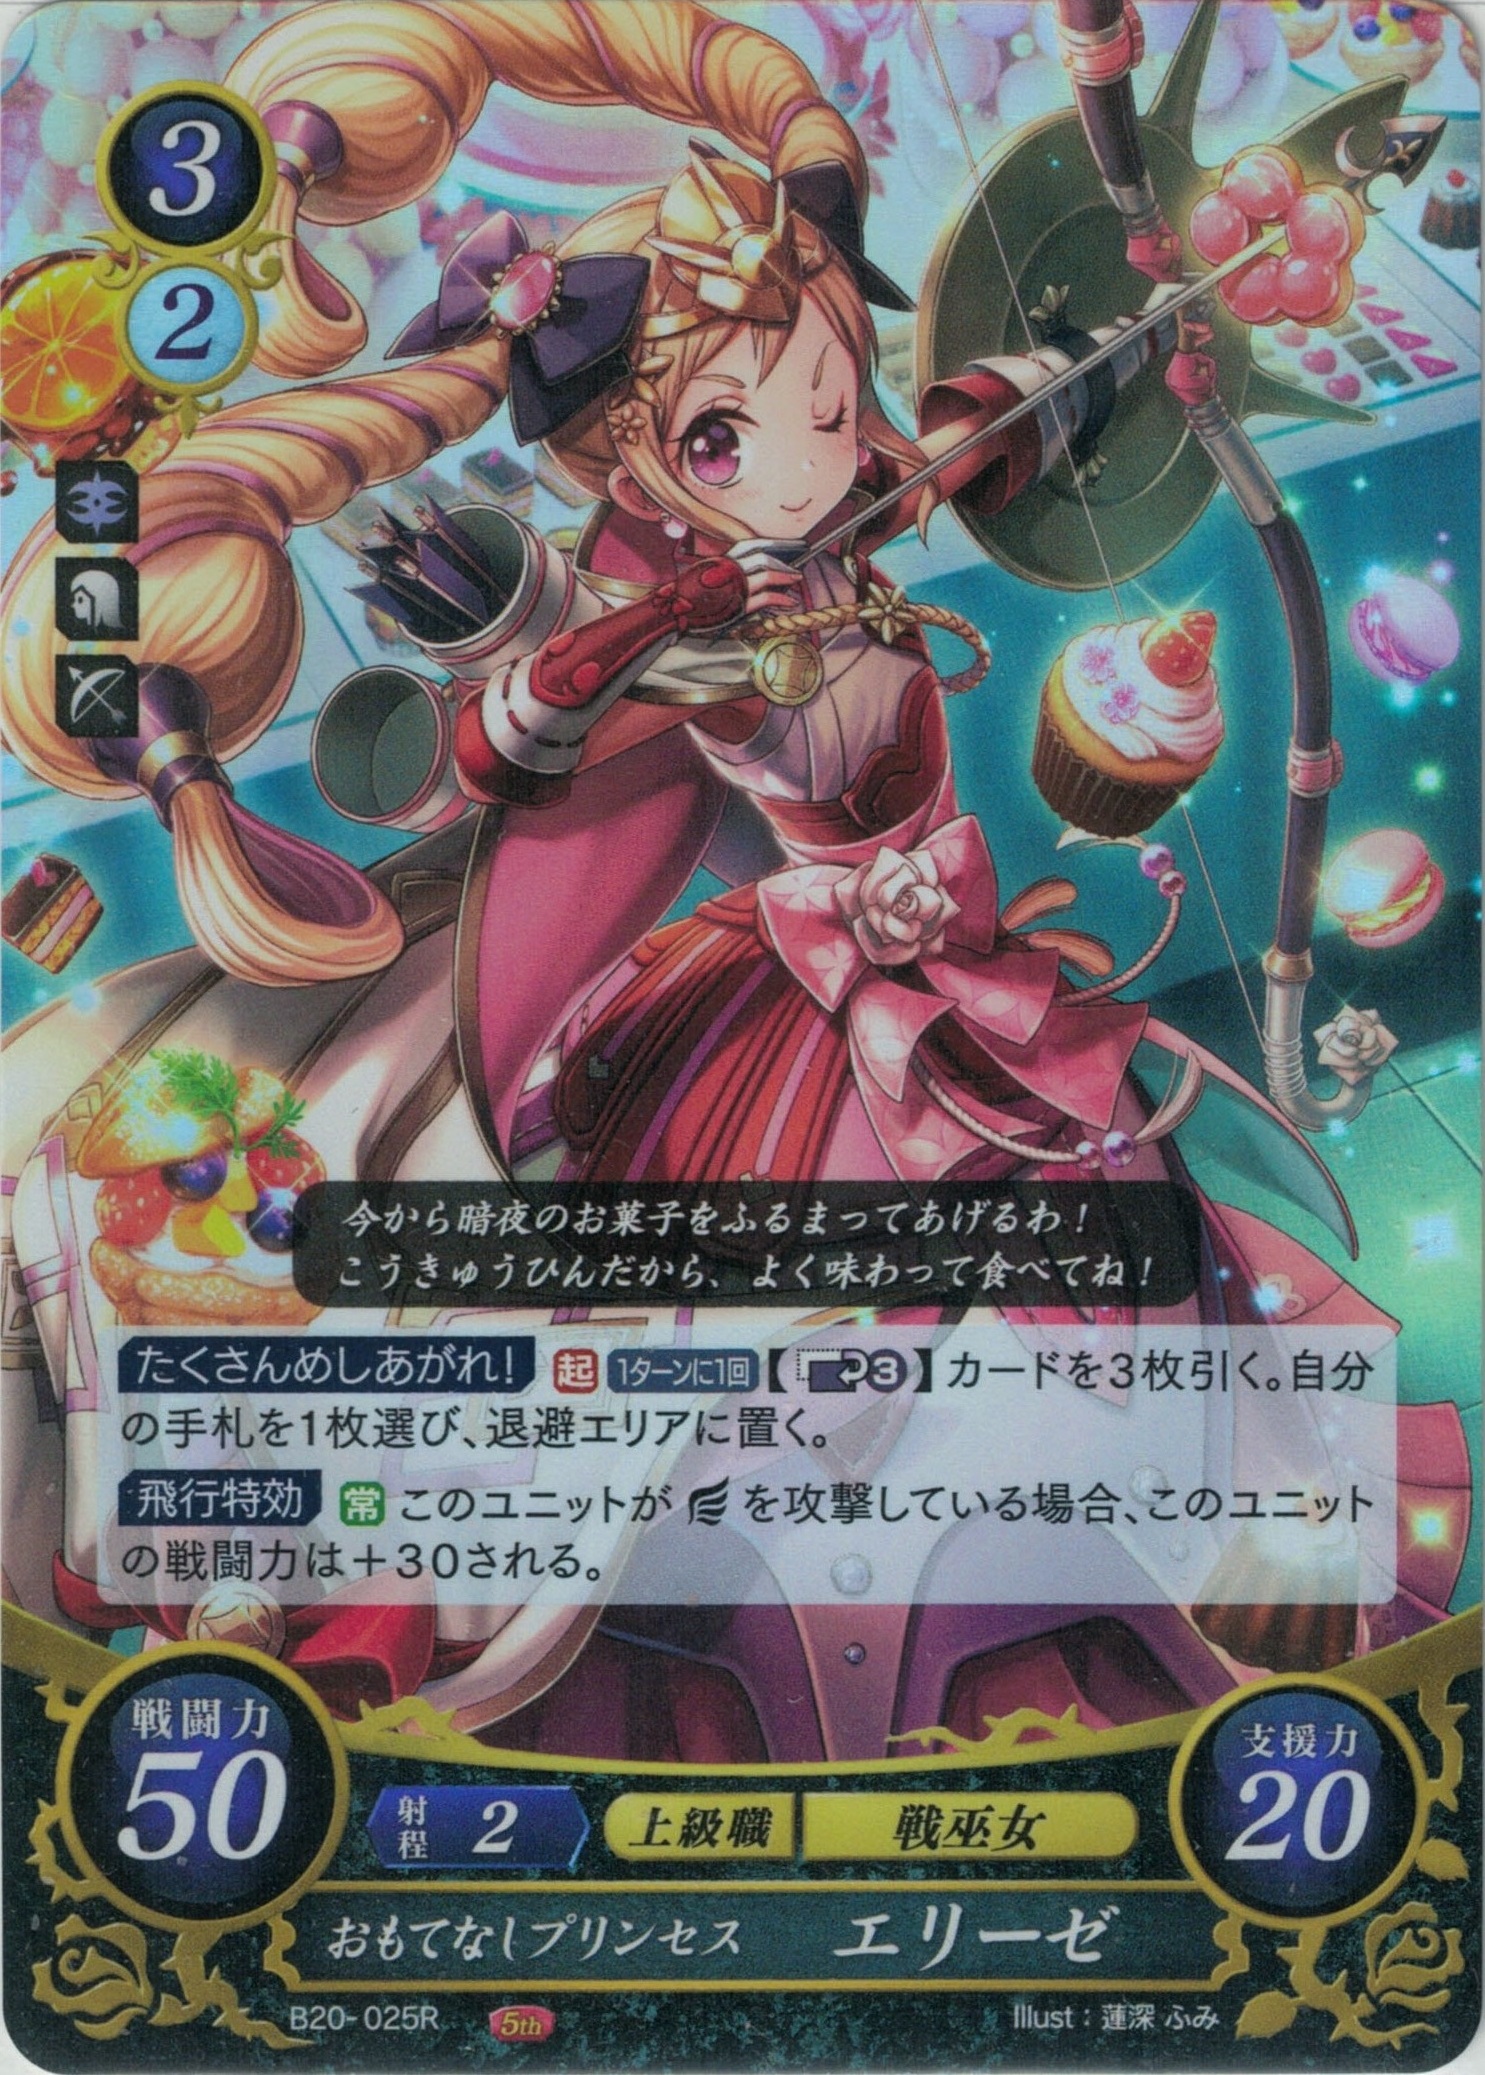 3
2
今から暗夜のお菓子をふるまってあげるわ!
こうきゅうひんだから、よく味わって食べてね!
たくさんめしあがれ! 起 1ターンに1回【3】カードを3枚引く。自分
の手札を1枚選び、退避エリアに置く。
飛行特効 常 このユニットが を攻撃している場合、このユニット
の戦闘力は+30される。
戦闘力
50
射程 2
上級職 戦巫女
支援力
20
おもてなしプリンセス エリーゼ
B20-025R 5th Illust:蓮深 ふみ